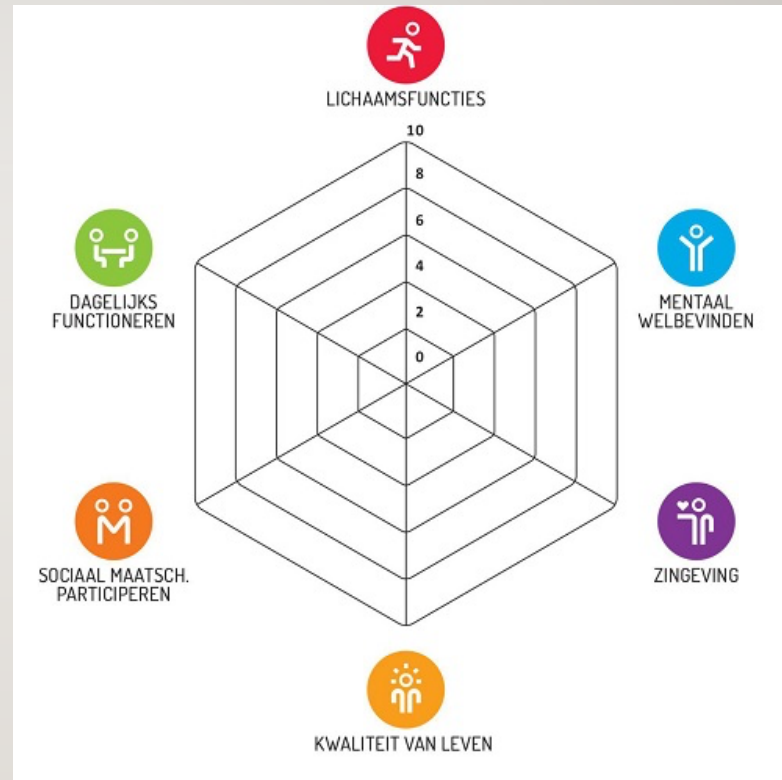 LICHAAMSFUNCTIES
10
8
6
4
2
0
DAGELIJKS
FUNCTIONEREN
MENTAAL
WELBEVINDEN
SOCIAAL MAATSCH.
PARTICIPEREN
ZINGEVING
KWALITEIT VAN LEVEN